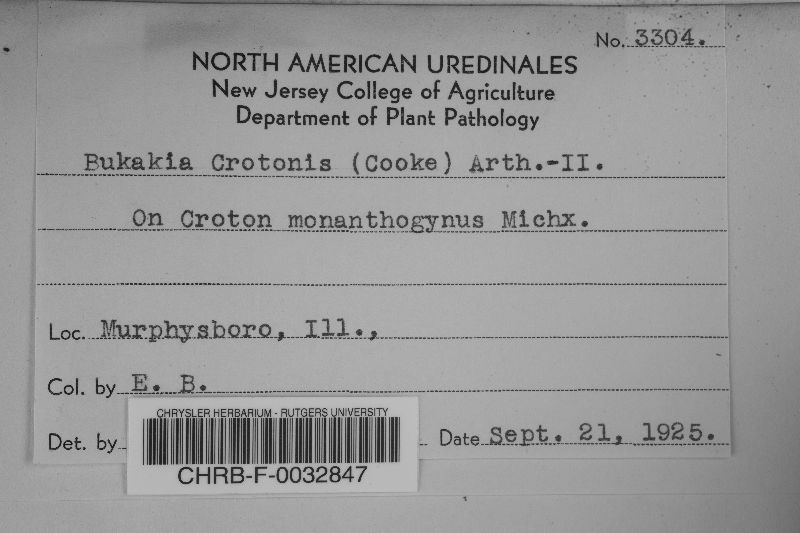 No. 3304.
NORTH AMERICAN UREDINALES
New Jersey College of Agriculture
Department of Plant Pathology
Bukakia Crotonis (Cooke) Arth.-II.
On Croton monanthogynus Michx.
Loc. Murphysboro, Ill.,
Col. by E. B.
Det. by Date Sept. 21, 1925.
CHRYSLER HERBARIUM - RUTGERS UNIVERSITY
CHRB-F-0032847